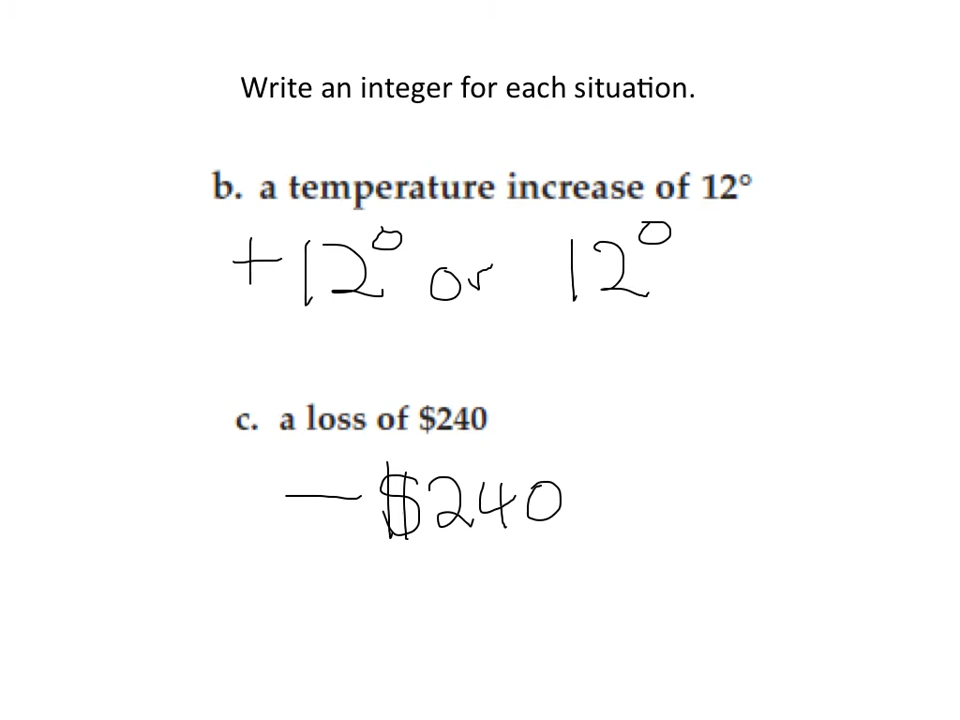 Write an integer for each situation.
b. a temperature increase of 12°
+12° or 12°
c. a loss of $240
—$240